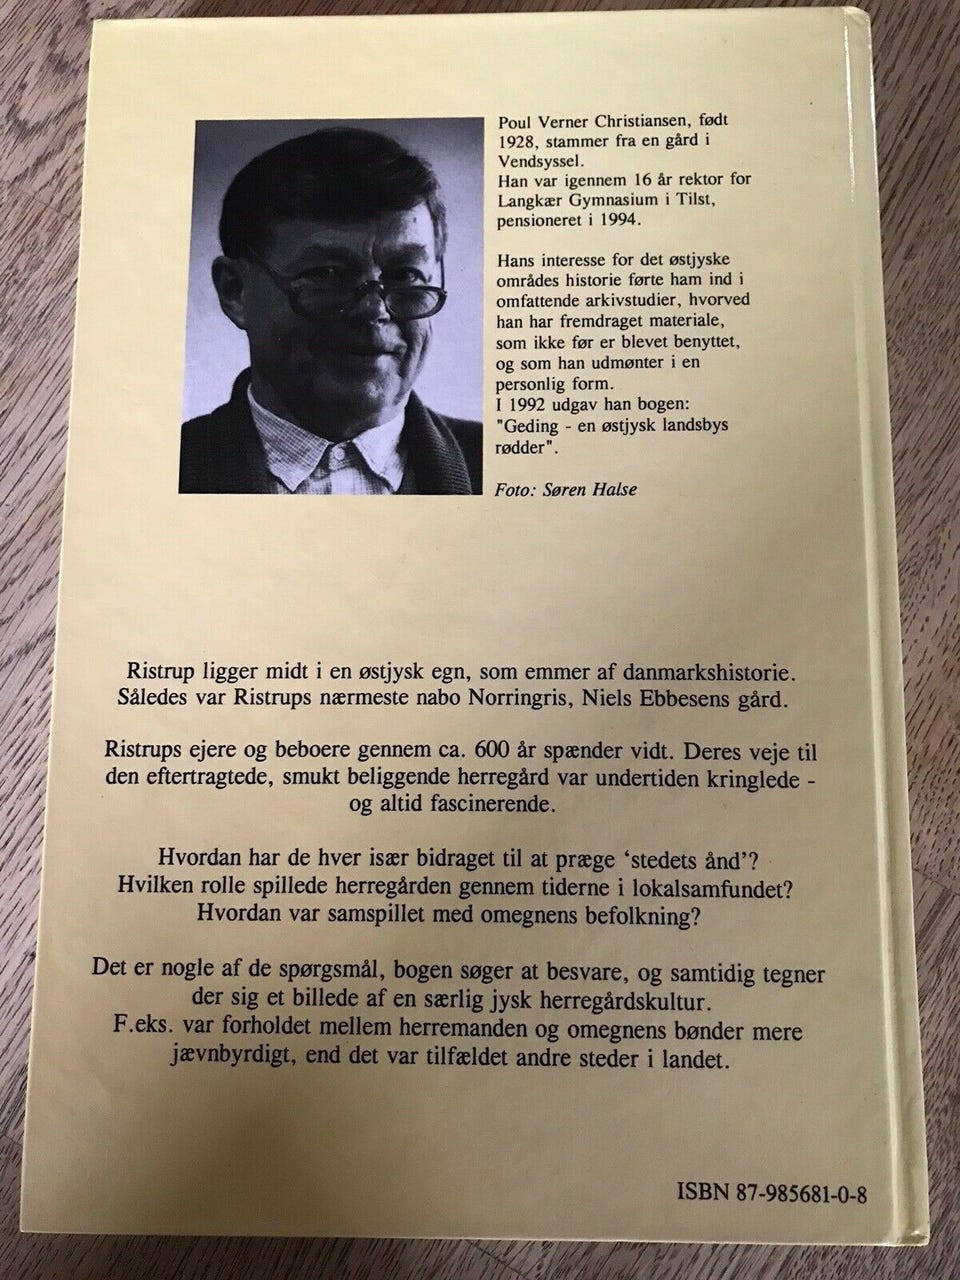 Poul Verner Christiansen, født
1928, stammer fra en gård i
Vendsyssel.
Han var igennem 16 år rektor for
Langkær Gymnasium i Tilst,
pensioneret i 1994.
Hans interesse for det østjyske
områdes historie førte ham ind i
omfattende arkivstudier, hvorved
han har fremdraget materiale,
som ikke før er blevet benyttet,
og som han udmønter i en
personlig form.
I 1992 udgav han bogen:
"Geding - en østjysk landsbys
rødder".
Foto: Søren Halse
Ristrup ligger midt i en østjysk egn, som emmer af danmarkshistorie.
Således var Ristrups nærmeste nabo Norringris, Niels Ebbesens gård.
Ristrups ejere og beboere gennem ca. 600 år spænder vidt. Deres veje til
den eftertragtede, smukt beliggende herregård var undertiden kringlede -
og altid fascinerende.
Hvordan har de hver især bidraget til at præge ‘stedets ånd’?
Hvilken rolle spillede herregården gennem tiderne i lokalsamfundet?
Hvordan var samspillet med omegnens befolkning?
Det er nogle af de spørgsmål, bogen søger at besvare, og samtidig tegner
der sig et billede af en særlig jysk herregårdskultur.
F.eks. var forholdet mellem herremanden og omegnens bønder mere
jævnbyrdigt, end det var tilfældet andre steder i landet.
ISBN 87-985681-0-8